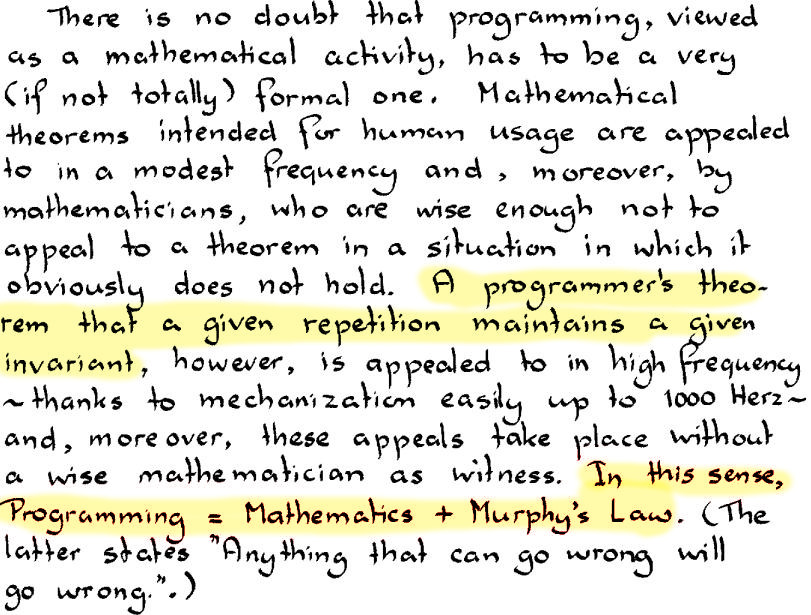 There is no doubt that programming, viewed
as a mathematical activity, has to be a very
(if not totally) formal one. Mathematical
theorems intended for human usage are appealed
to in a modest frequency and, moreover, by
mathematicians, who are wise enough not to
appeal to a theorem in a situation in which it
obviously does not hold. A programmer's theo-
rem that a given repetition maintains a given
invariant, however, is appealed to in high frequency
~thanks to mechanization easily up to 1000 Herz~
and, moreover, these appeals take place without
a wise mathematician as witness. In this sense,
Programming = Mathematics + Murphy's Law. (The
latter states "Anything that can go wrong will
go wrong.".)